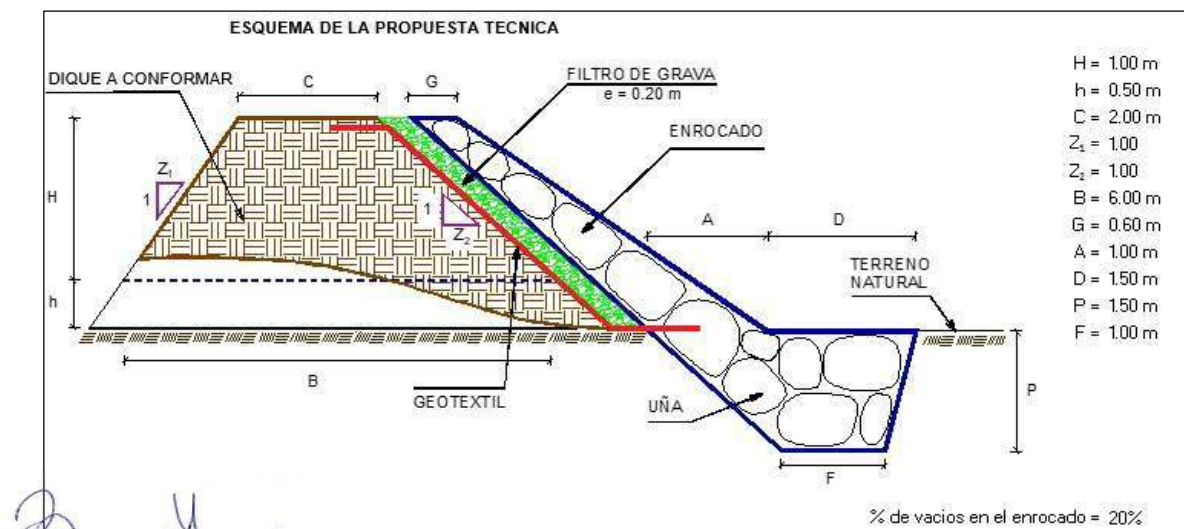 ESQUEMA DE LA PROPUESTA TECNICA
DIQUE A CONFORMAR
C
G
FILTRO DE GRAVA
e = 0.20 m
ENROCADO
H
Z₁
1
1
Z₂
A
D
TERRENO
NATURAL
h
B
GEOTEXTIL
UÑA
P
F
H = 1.00 m
h = 0.50 m
C = 2.00 m
Z₁ = 1.00
Z₂ = 1.00
B = 6.00 m
G = 0.60 m
A = 1.00 m
D = 1.50 m
P = 1.50 m
F = 1.00 m
% de vacios en el enrocado = 20%